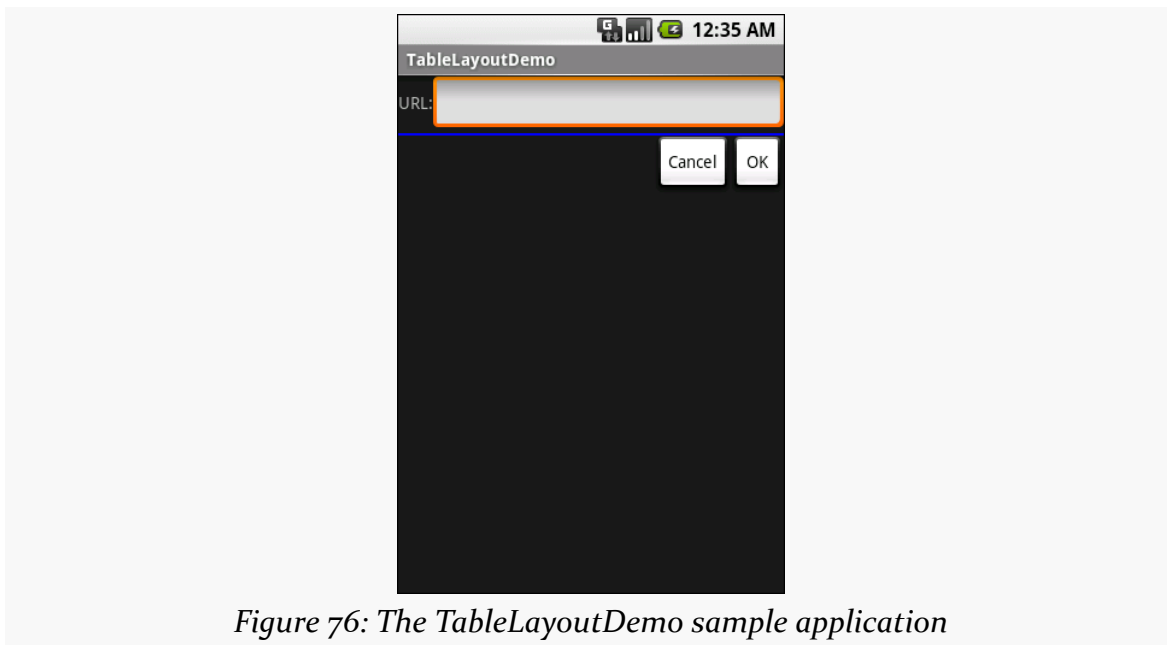 G
12:35 AM
TableLayoutDemo
URL:
Cancel
OK
Figure 76: The TableLayoutDemo sample application